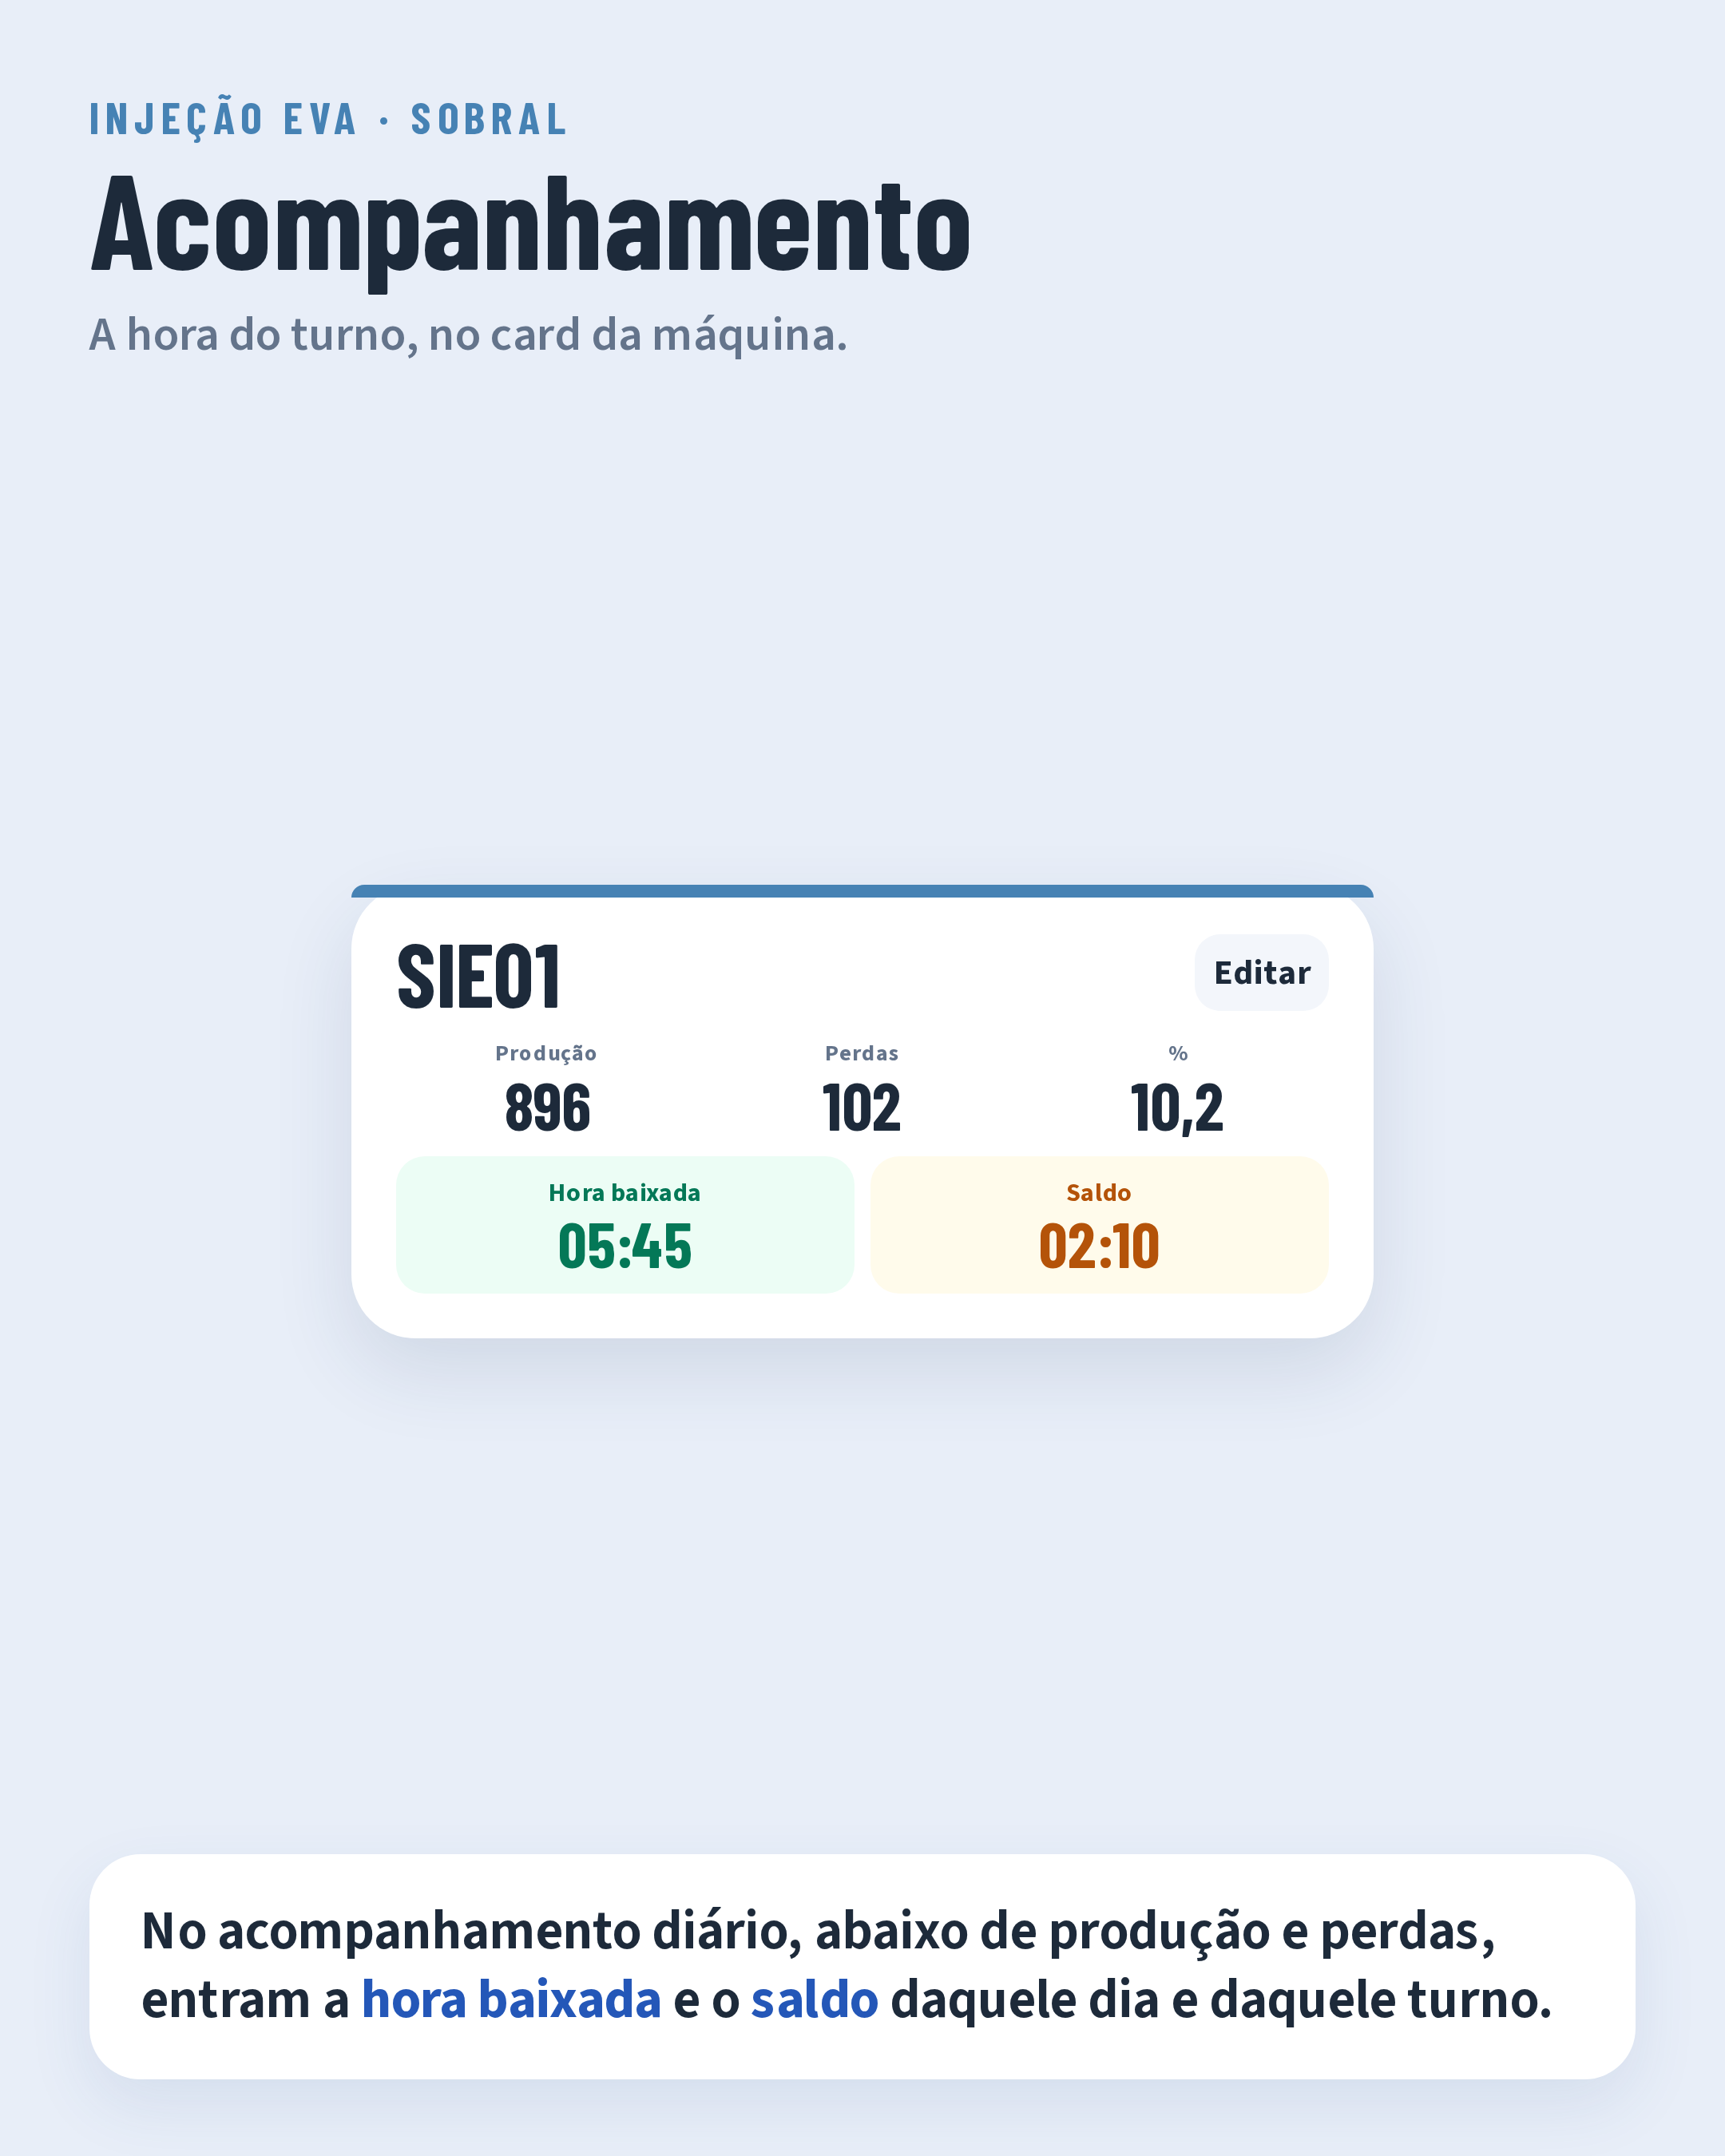 INJEÇÃO EVA · SOBRAL
Acompanhamento
A hora do turno, no card da máquina.
SIE01
Editar
Produção
Perdas
%
896
102
10,2
Hora baixada
Saldo
05:45
02:10
No acompanhamento diário, abaixo de produção e perdas,
entram a hora baixada e o saldo daquele dia e daquele turno.